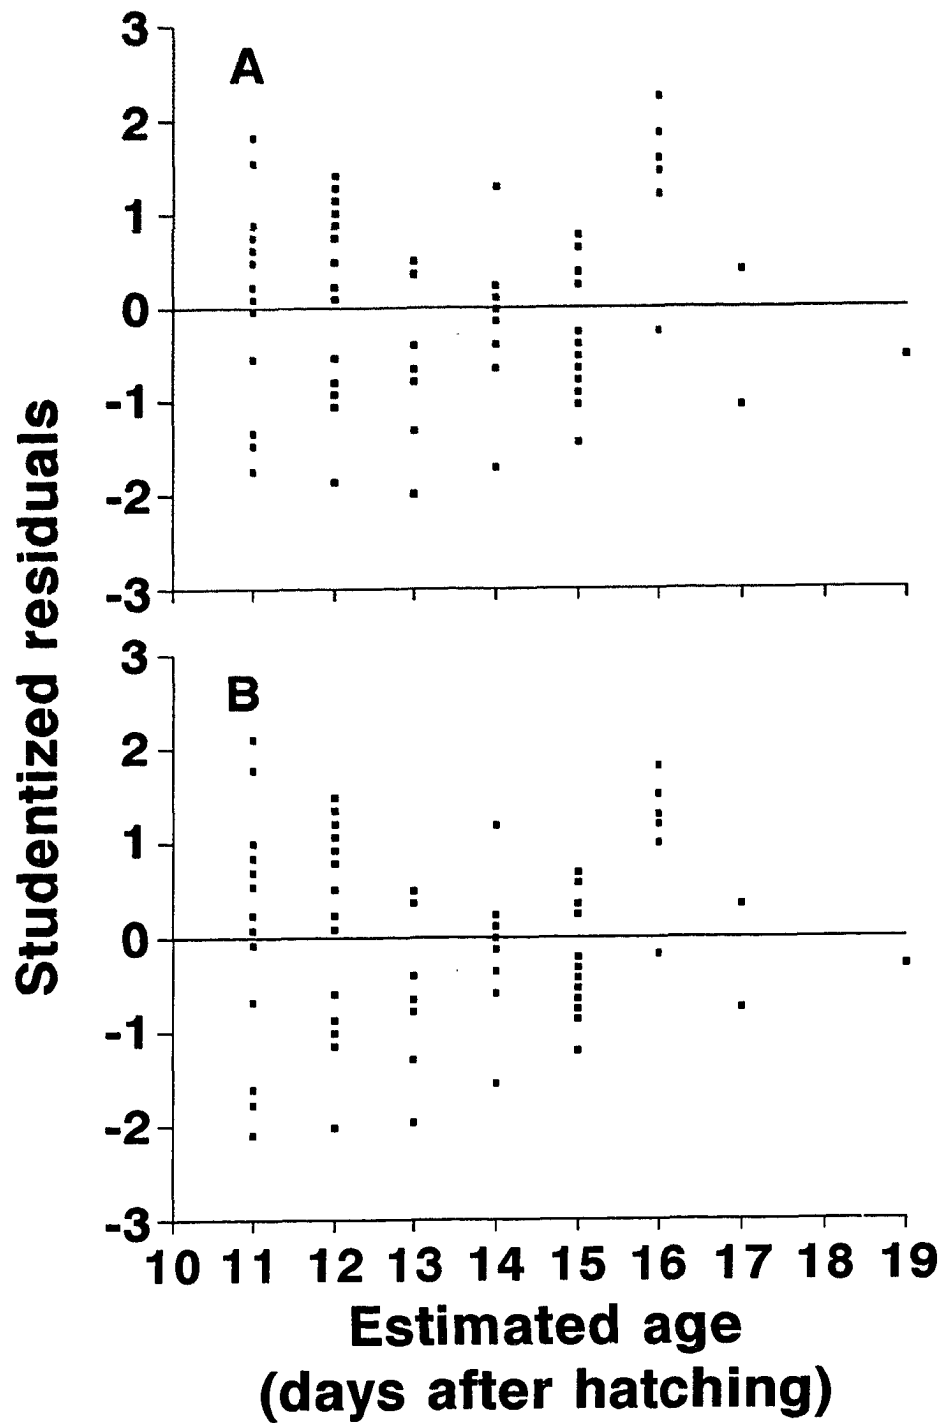 Studentized residuals
A
3
2
1
0
-1
-2
-3
B
3
2
1
0
-1
-2
-3
10 11 12 13 14 15 16 17 18 19
Estimated age
(days after hatching)